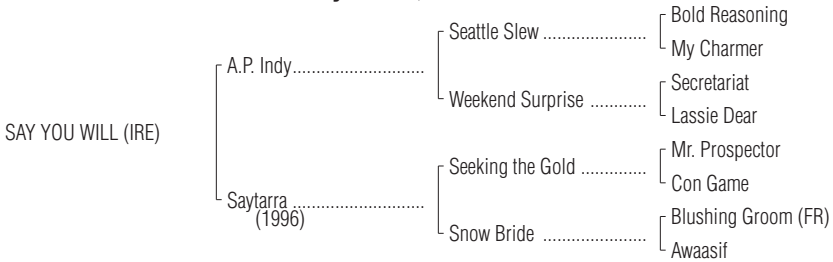 Bold Reasoning
Seattle Slew ......................
My Charmer
A.P. Indy............................
Secretariat
Weekend Surprise ............
Lassie Dear
SAY YOU WILL (IRE)
Mr. Prospector
Seeking the Gold ..............
Con Game
Saytarra ............................
(1996)
Blushing Groom (FR)
Snow Bride ......................
Awaasif